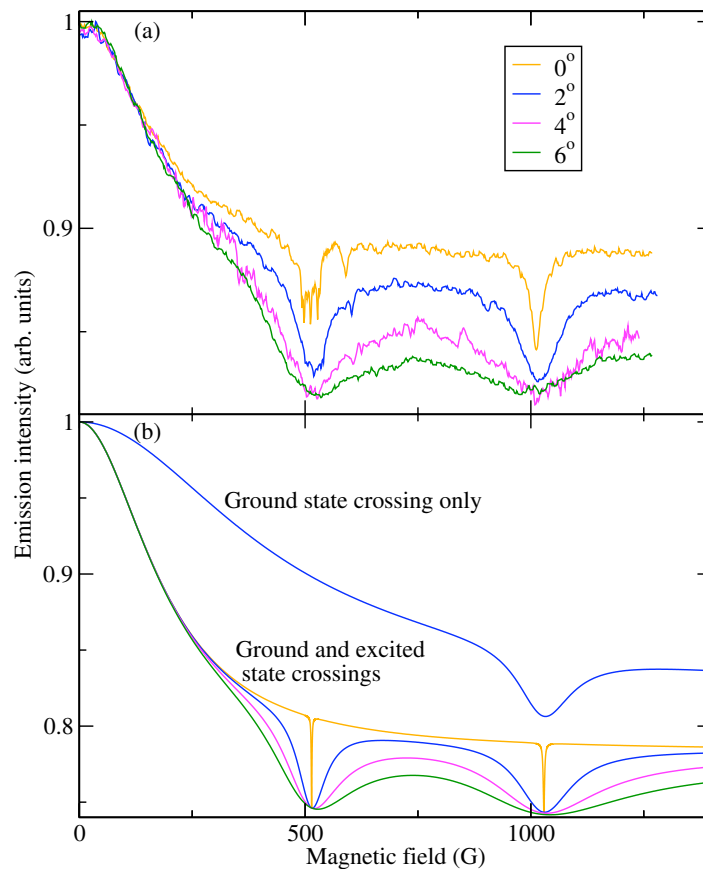 1
(a)
0°
2°
4°
6°
0.9
Emission intensity (arb. units)
1
(b)
Ground state crossing only
0.9
Ground and excited
state crossings
0.8
0
500
1000
Magnetic field (G)